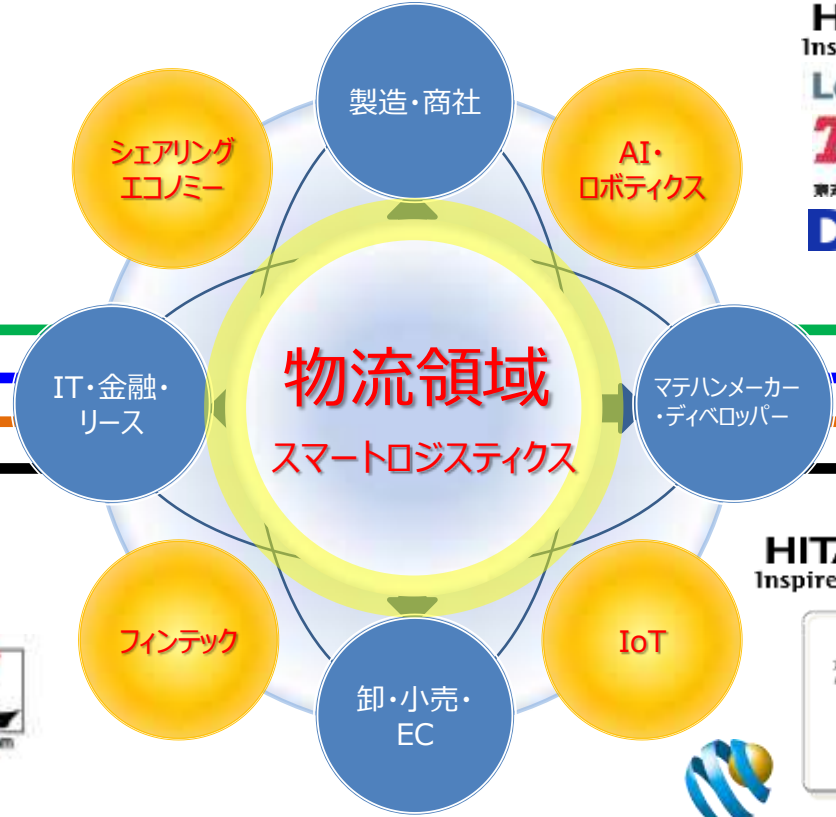 製造・商社
シェアリング
エコノミー
AI・
ロボティクス
IT・金融・
リース
物流領域
スマートロジスティクス
マテハンメーカー
・ディベロッパー
フィンテック
IoT
卸・小売・
EC